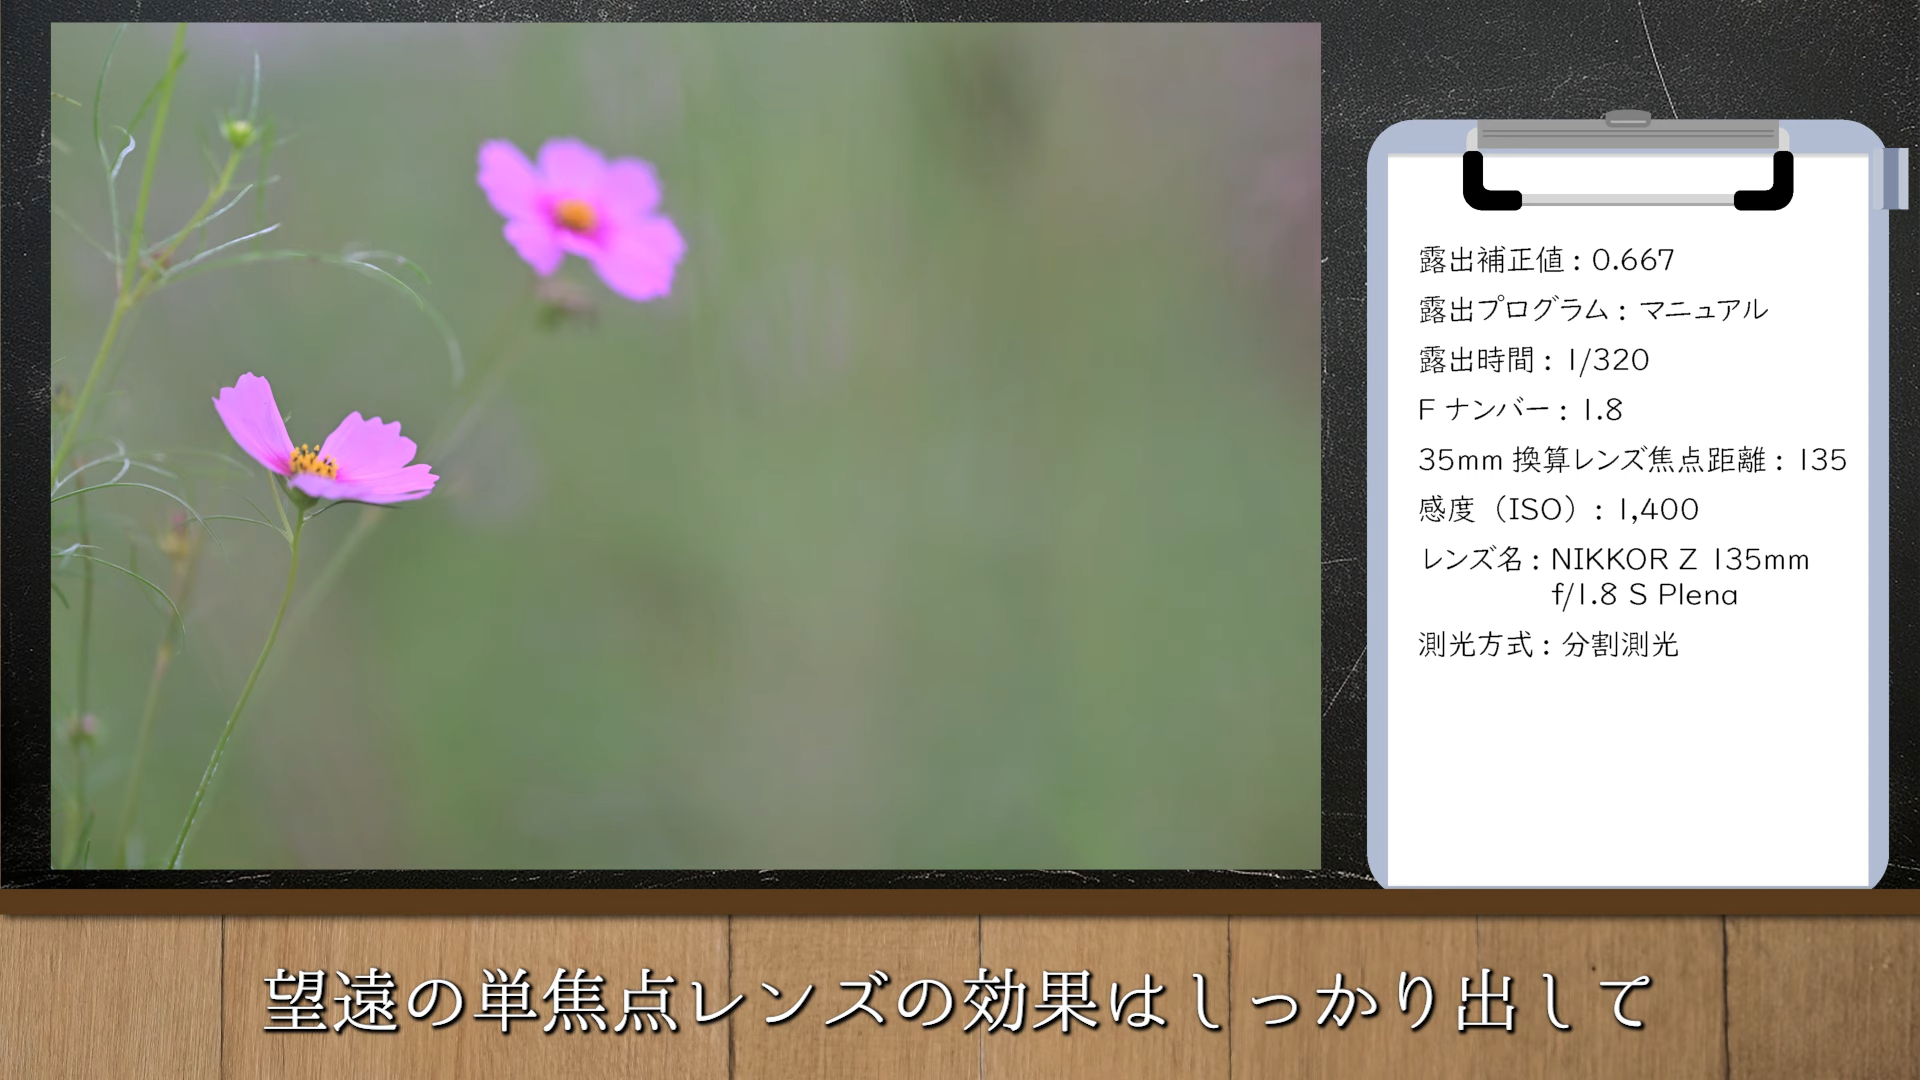 露出補正値 : 0.667
露出プログラム : マニュアル
露出時間 : 1/320
F ナンバー : 1.8
35mm 換算レンズ焦点距離 : 135
感度（ISO）: 1,400
レンズ名 : NIKKOR Z 135mm
f/1.8 S Plena
測光方式 : 分割測光
望遠の単焦点レンズの効果はしっかり出して